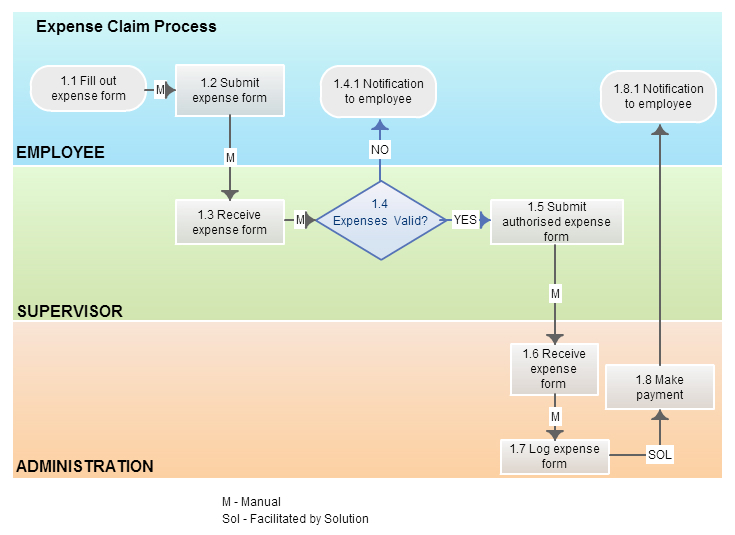 Expense Claim Process
1.1 Fill out
expense form
M
1.2 Submit
expense form
1.4.1 Notification
to employee
1.8.1 Notification
to employee
NO
EMPLOYEE
M
1.3 Receive
expense form
M
1.4
Expenses Valid?
YES
1.5 Submit
authorised expense
form
M
SUPERVISOR
1.6 Receive
expense
form
1.8 Make
payment
M
1.7 Log expense
form
SOL
ADMINISTRATION
M - Manual
Sol - Facilitated by Solution